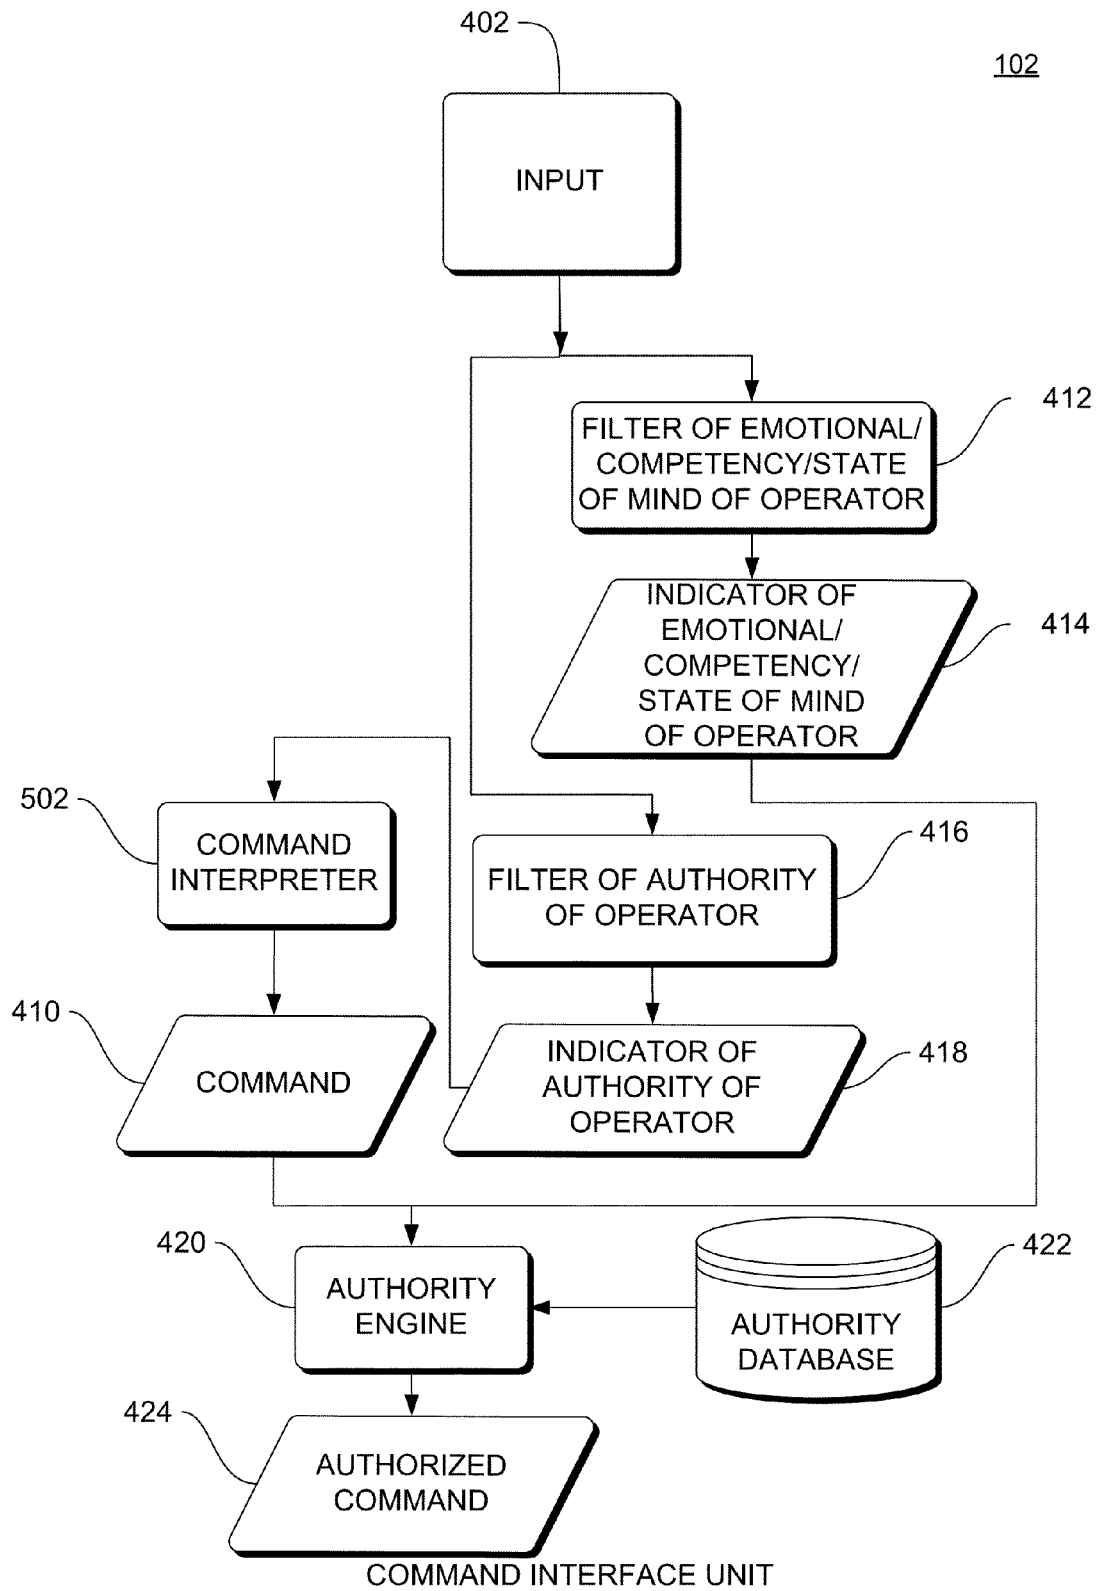 402
102
INPUT
412
FILTER OF EMOTIONAL/
COMPETENCY/STATE
OF MIND OF OPERATOR
414
INDICATOR OF
EMOTIONAL/
COMPETENCY/
STATE OF MIND
OF OPERATOR
502
COMMAND
INTERPRETER
416
FILTER OF AUTHORITY
OF OPERATOR
410
COMMAND
418
INDICATOR OF
AUTHORITY OF
OPERATOR
420
AUTHORITY
ENGINE
422
AUTHORITY
DATABASE
424
AUTHORIZED
COMMAND
COMMAND INTERFACE UNIT